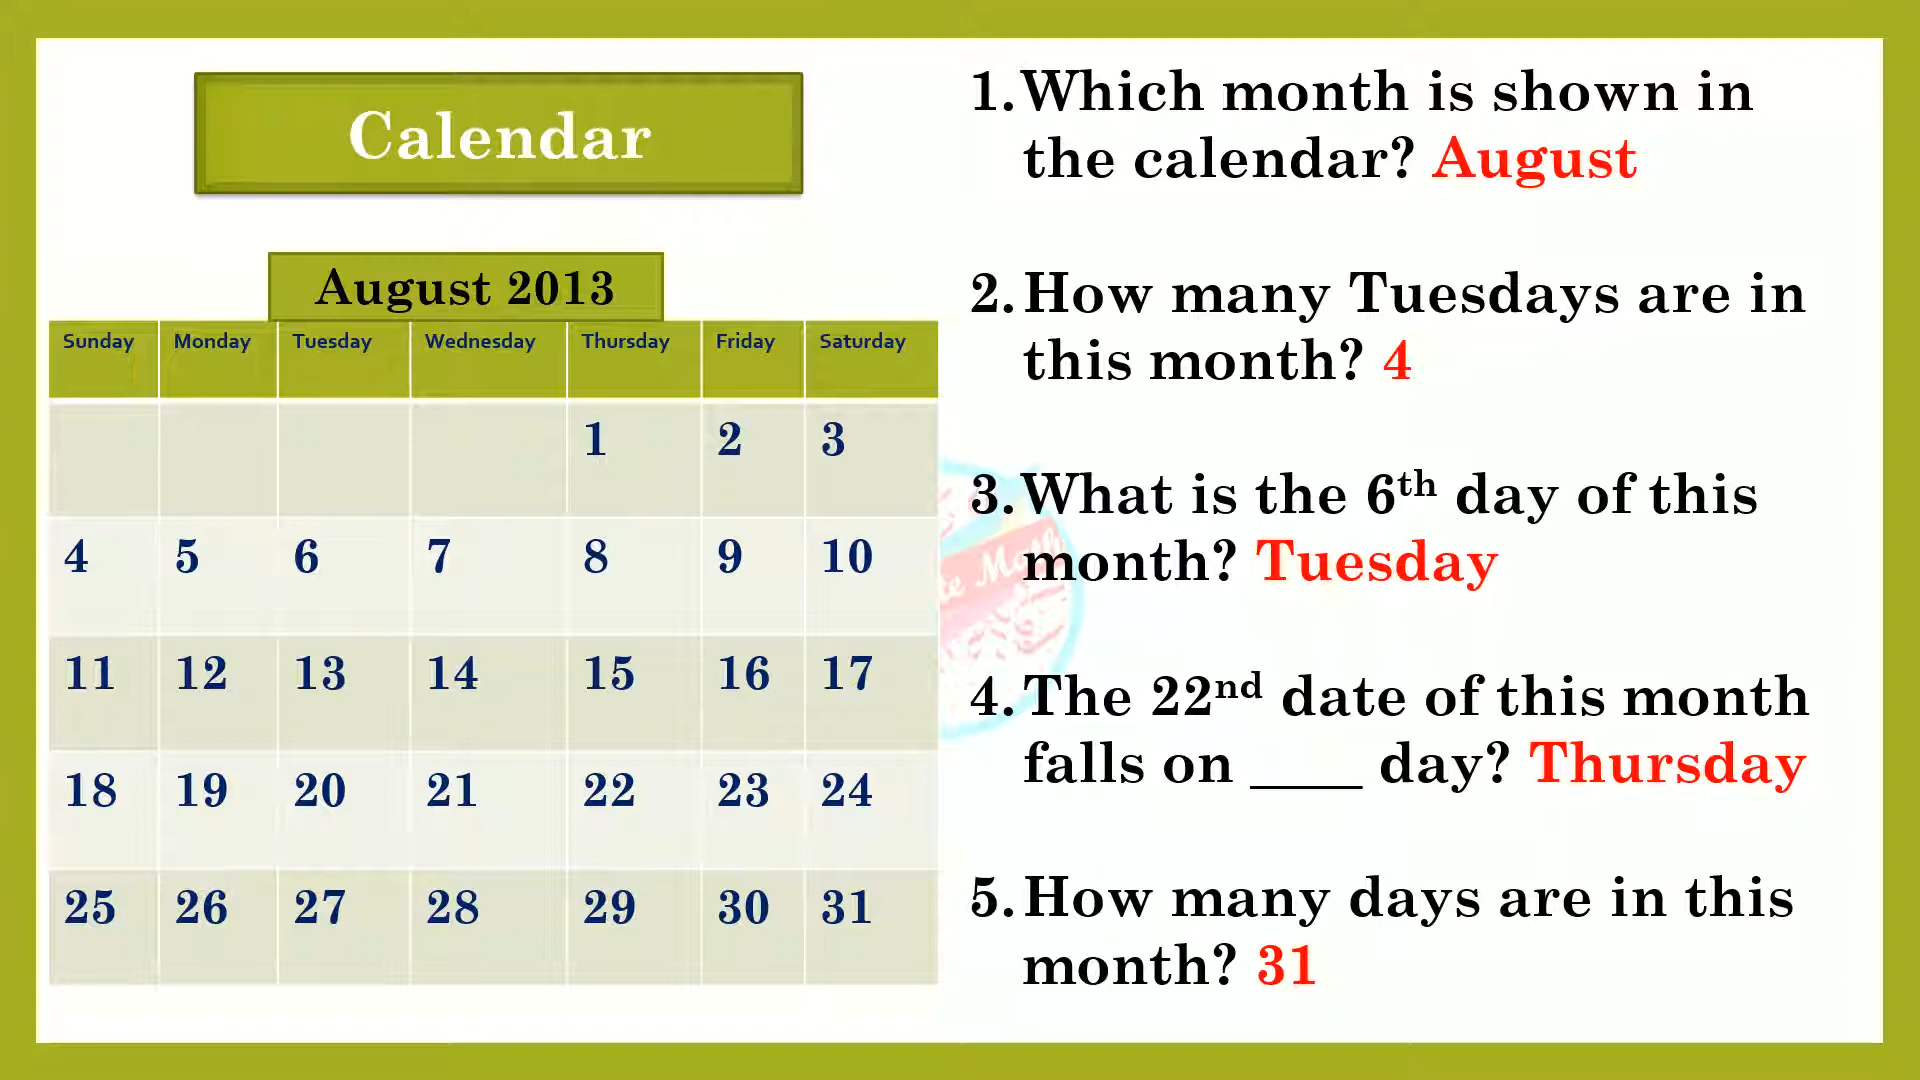 Calendar
August 2013
Sunday Monday Tuesday Wednesday Thursday Friday Saturday
1 2 3
4 5 6 7 8 9 10
11 12 13 14 15 16 17
18 19 20 21 22 23 24
25 26 27 28 29 30 31
1. Which month is shown in
the calendar? August
2. How many Tuesdays are in
this month? 4
3. What is the 6th day of this
month? Tuesday
4. The 22nd date of this month
falls on ____ day? Thursday
5. How many days are in this
month? 31
Math